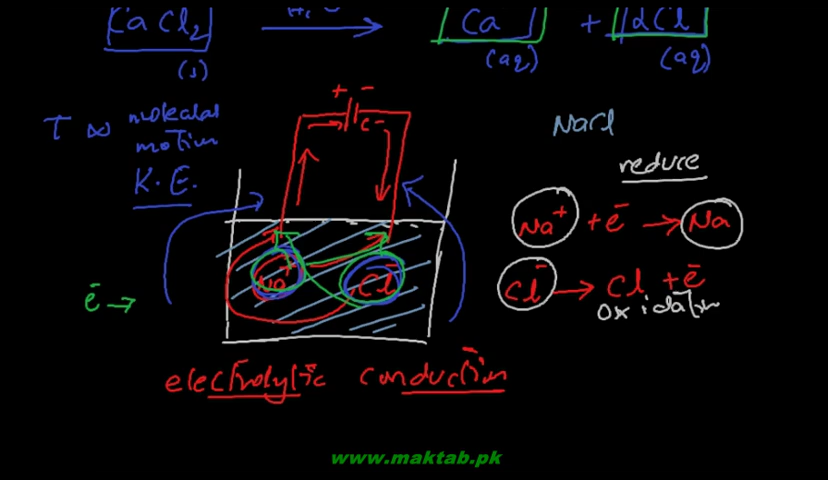 CaCl₂ → Ca + 2Cl
(s) (aq) (aq)
+ -
e-
T ∝ molecular
motion
K.E.
NaCl
reduce
Na⁺ + e⁻ → Na
Na⁺ Cl⁻
e⁻ →
Cl⁻ → Cl + e⁻
oxidation
electrolytic conduction
www.maktab.pk